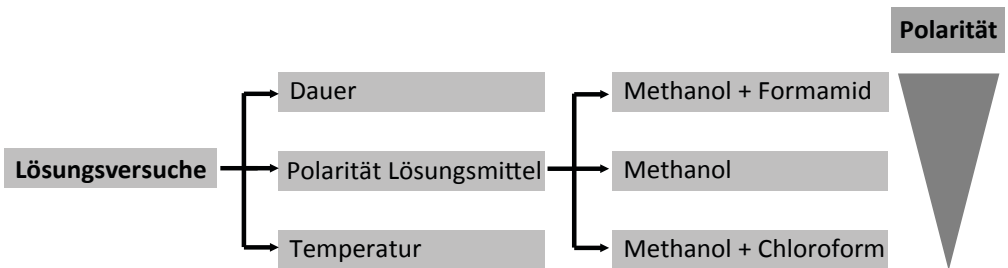 Polarität
Dauer
Methanol + Formamid
Lösungsversuche
Polarität Lösungsmittel
Methanol
Temperatur
Methanol + Chloroform